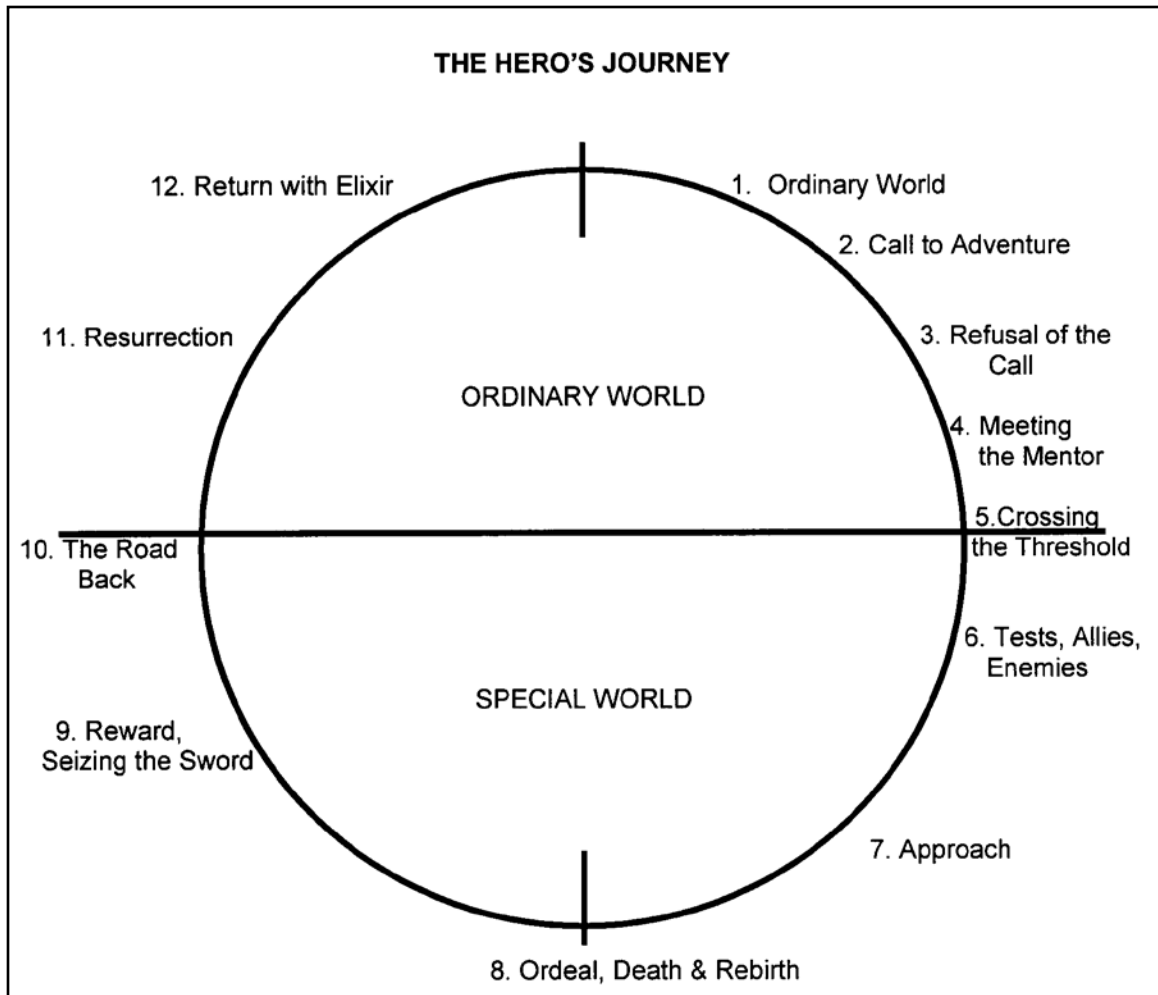 THE HERO'S JOURNEY
12. Return with Elixir
1. Ordinary World
2. Call to Adventure
11. Resurrection
3. Refusal of the
Call
ORDINARY WORLD
4. Meeting
the Mentor
10. The Road
Back
5.Crossing
the Threshold
6. Tests, Allies,
Enemies
SPECIAL WORLD
9. Reward,
Seizing the Sword
7. Approach
8. Ordeal, Death & Rebirth